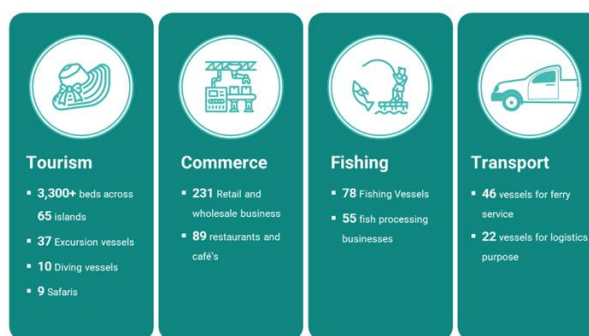 Tourism
▪ 3,300+ beds across
65 islands
▪ 37 Excursion vessels
▪ 10 Diving vessels
▪ 9 Safaris
Commerce
▪ 231 Retail and
wholesale business
▪ 89 restaurants and
café's
Fishing
▪ 78 Fishing Vessels
▪ 55 fish processing
businesses
Transport
▪ 46 vessels for ferry
service
▪ 22 vessels for logistics
purpose